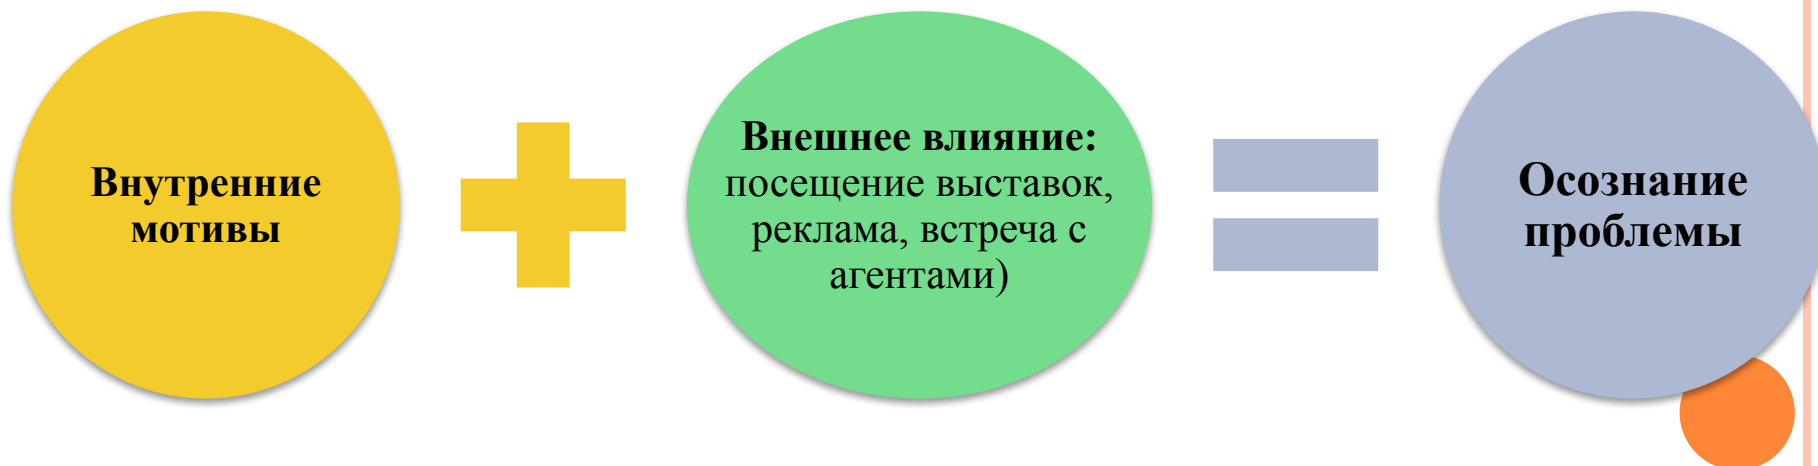 Внутренние
мотивы
Внешнее влияние:
посещение выставок,
реклама, встреча с
агентами)
Осознание
проблемы